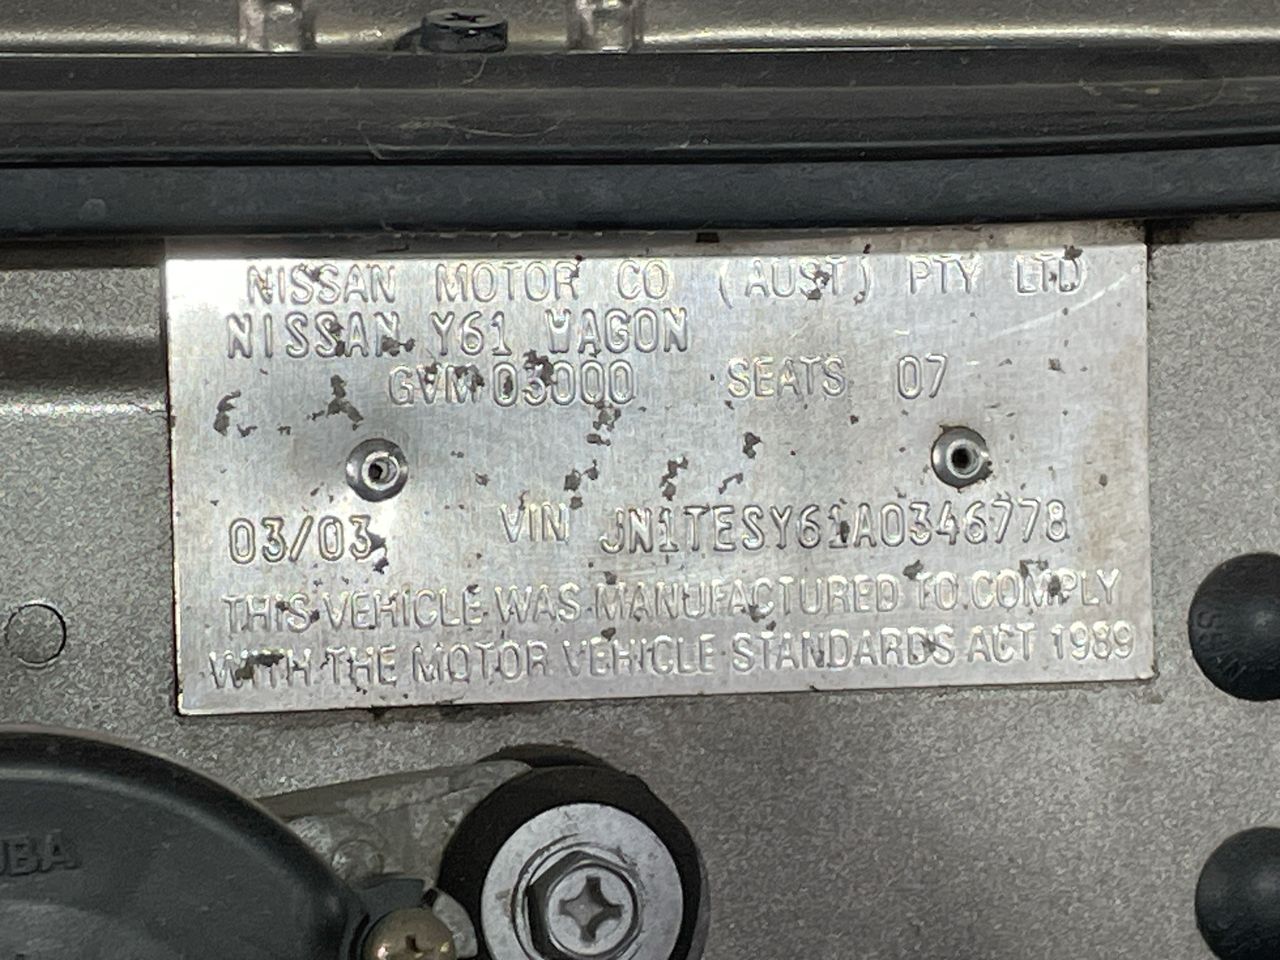 NISSAN MOTOR CO (AUST) PTY LTD
NISSAN Y61 WAGON
GVM 03000 SEATS 07
03/03 VIN JN1TESY61A0346778
THIS VEHICLE WAS MANUFACTURED TO COMPLY
WITH THE MOTOR VEHICLE STANDARDS ACT 1989